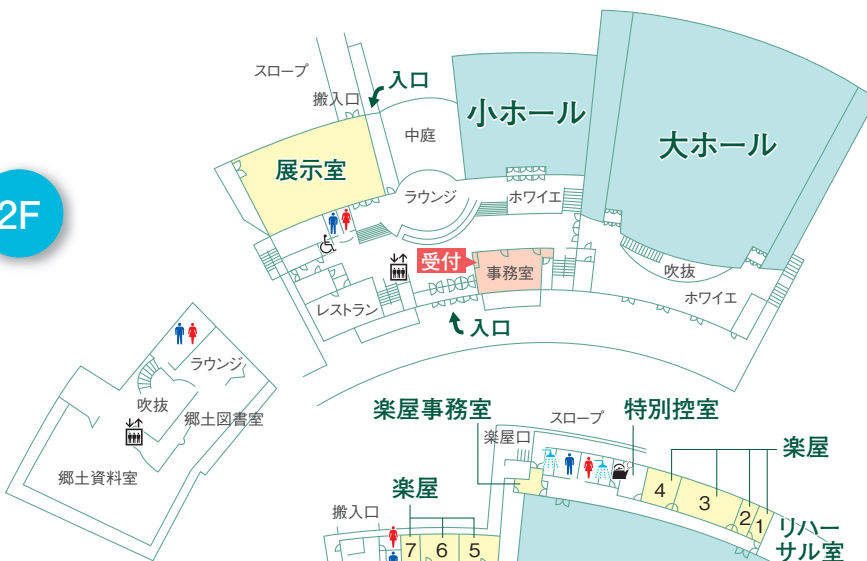 スロープ
搬入口
入口
中庭
小ホール
大ホール
展示室
ラウンジ
ホワイエ
2F
受付
事務室
吹抜
ホワイエ
レストラン
入口
ラウンジ
吹抜
郷土図書室
郷土資料室
楽屋事務室
スロープ
特別控室
楽屋口
楽屋
4
3
2
1
楽屋
搬入口
7
6
5
リハー
サル室